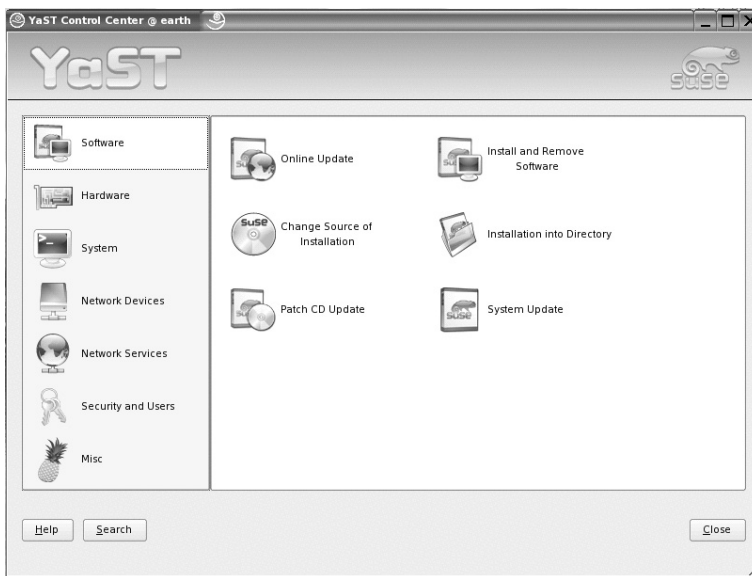 YaST Control Center @ earth
YaST
SUSE
Software
Hardware
System
Network Devices
Network Services
Security and Users
Misc
Online Update
Install and Remove
Software
SUSE
Change Source of
Installation
Installation into Directory
Patch CD Update
SUSE
System Update
Help
Search
Close